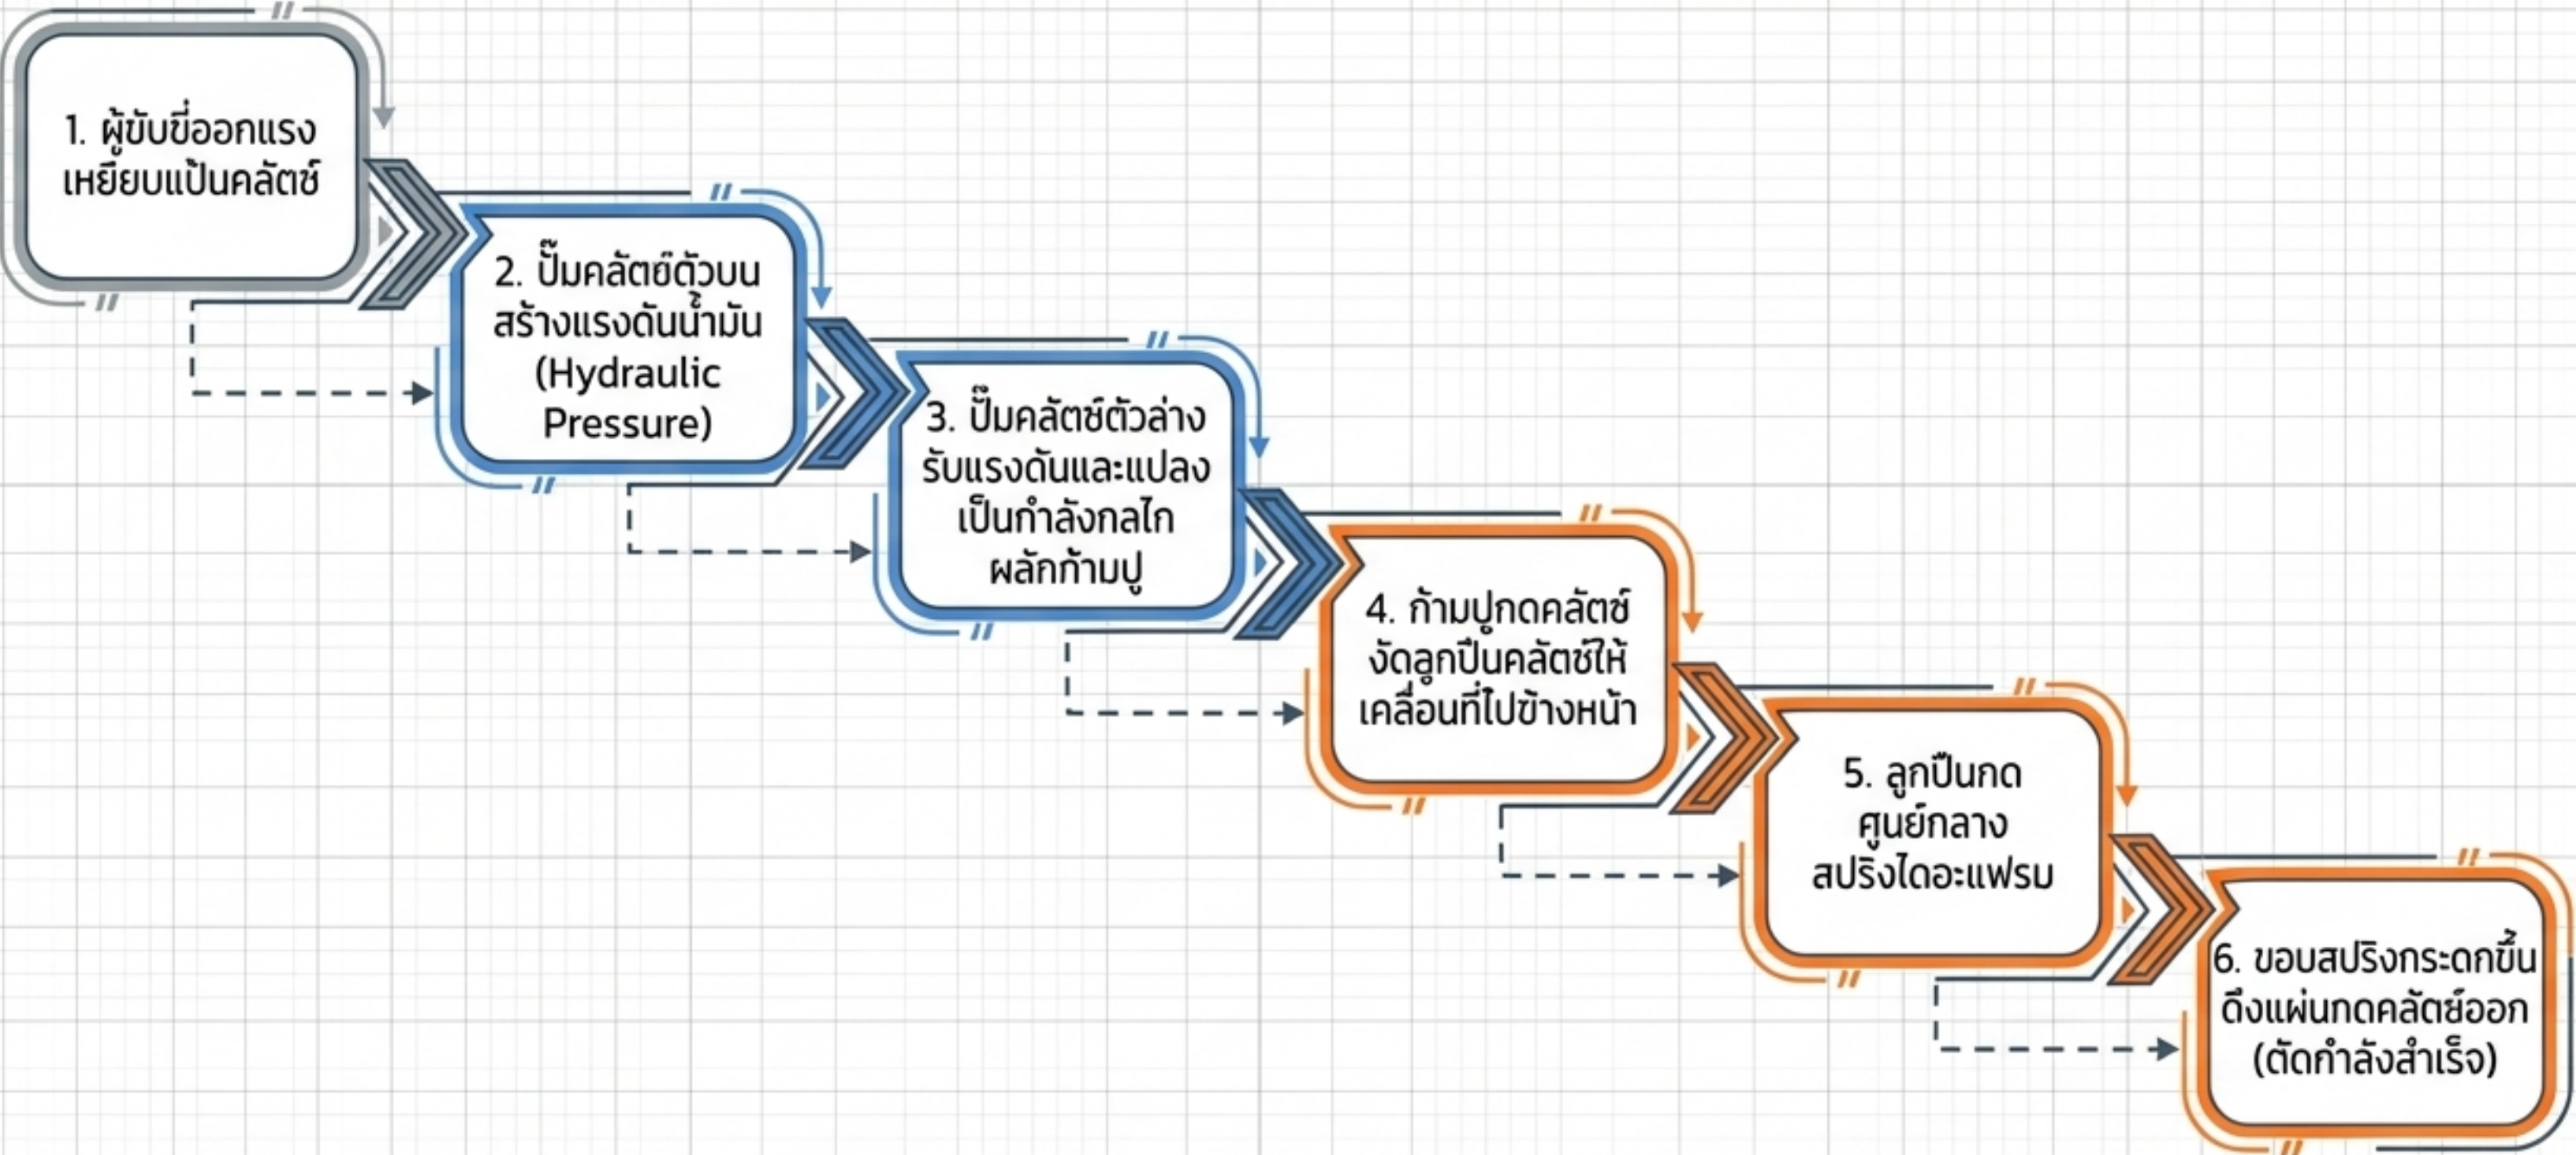 1. ผู้ขับขี่ออกแรง
เหยียบแป้นคลัตช์
2. ปั๊มคลัตช์ตัวบน
สร้างแรงดันน้ำมัน
(Hydraulic
Pressure)
3. ปั๊มคลัตช์ตัวล่าง
รับแรงดันและแปลง
เป็นกำลังกลไก
ผลักก้ามปู
4. ก้ามปูกดคลัตช์
งัดลูกปืนคลัตช์ให้
เคลื่อนที่ไปข้างหน้า
5. ลูกปืนกด
ศูนย์กลาง
สปริงไดอะแฟรม
6. ขอบสปริงกระดกขึ้น
ดึงแผ่นกดคลัตช์ออก
(ตัดกำลังสำเร็จ)